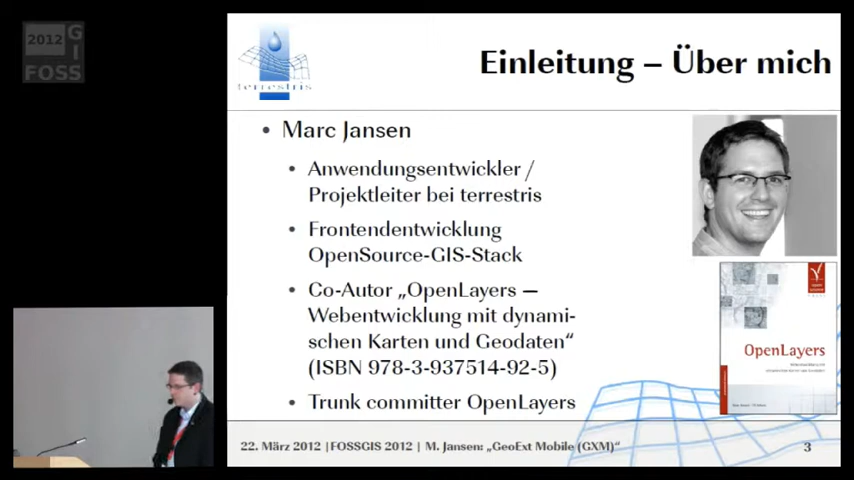 2012
GI
FOSS
terrestris
Einleitung – Über mich
• Marc Jansen
• Anwendungsentwickler /
Projektleiter bei terrestris
• Frontendentwicklung
OpenSource-GIS-Stack
• Co-Autor „OpenLayers –
Webentwicklung mit dynami-
schen Karten und Geodaten“
(ISBN 978-3-937514-92-5)
• Trunk committer OpenLayers
OpenLayers
22. März 2012 |FOSSGIS 2012 | M. Jansen: „GeoExt Mobile (GXM)“
3